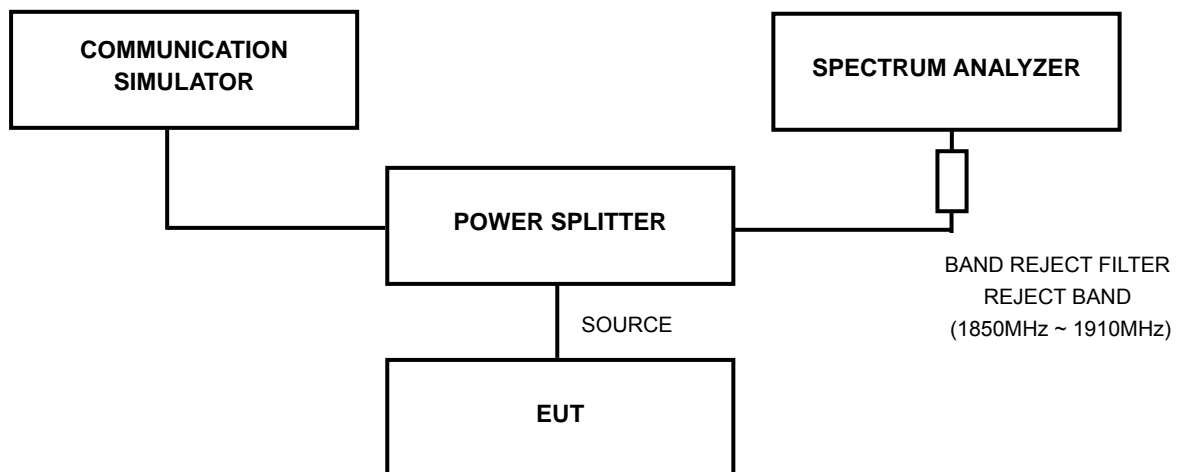 COMMUNICATION
SIMULATOR
SPECTRUM ANALYZER
POWER SPLITTER
BAND REJECT FILTER
REJECT BAND
(1850MHz ~ 1910MHz)
SOURCE
EUT